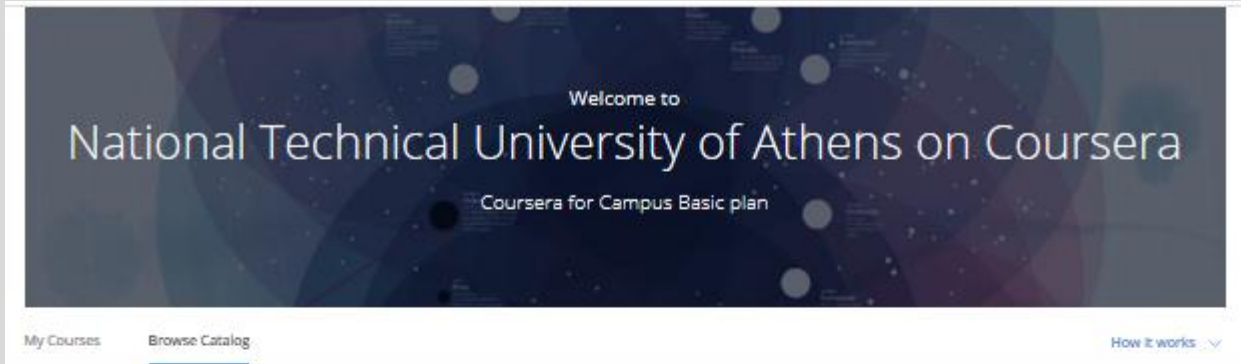 Welcome to
National Technical University of Athens on Coursera
Coursera for Campus Basic plan
My Courses Browse Catalog How it works